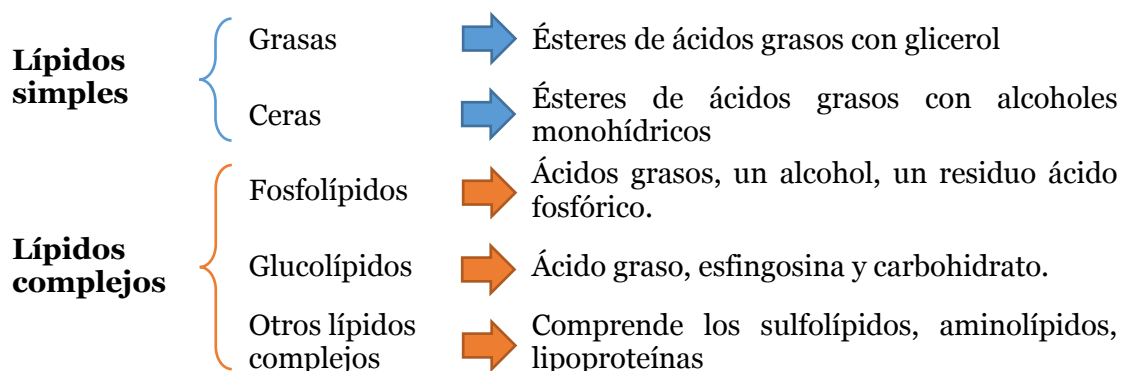 Lípidos
simples
Grasas
Ésteres de ácidos grasos con glicerol
Ceras
Ésteres de ácidos grasos con alcoholes
monohídricos
Lípidos
complejos
Fosfolípidos
Ácidos grasos, un alcohol, un residuo ácido
fosfórico.
Glucolípidos
Ácido graso, esfingosina y carbohidrato.
Otros lípidos
complejos
Comprende los sulfolípidos, aminolípidos,
lipoproteínas